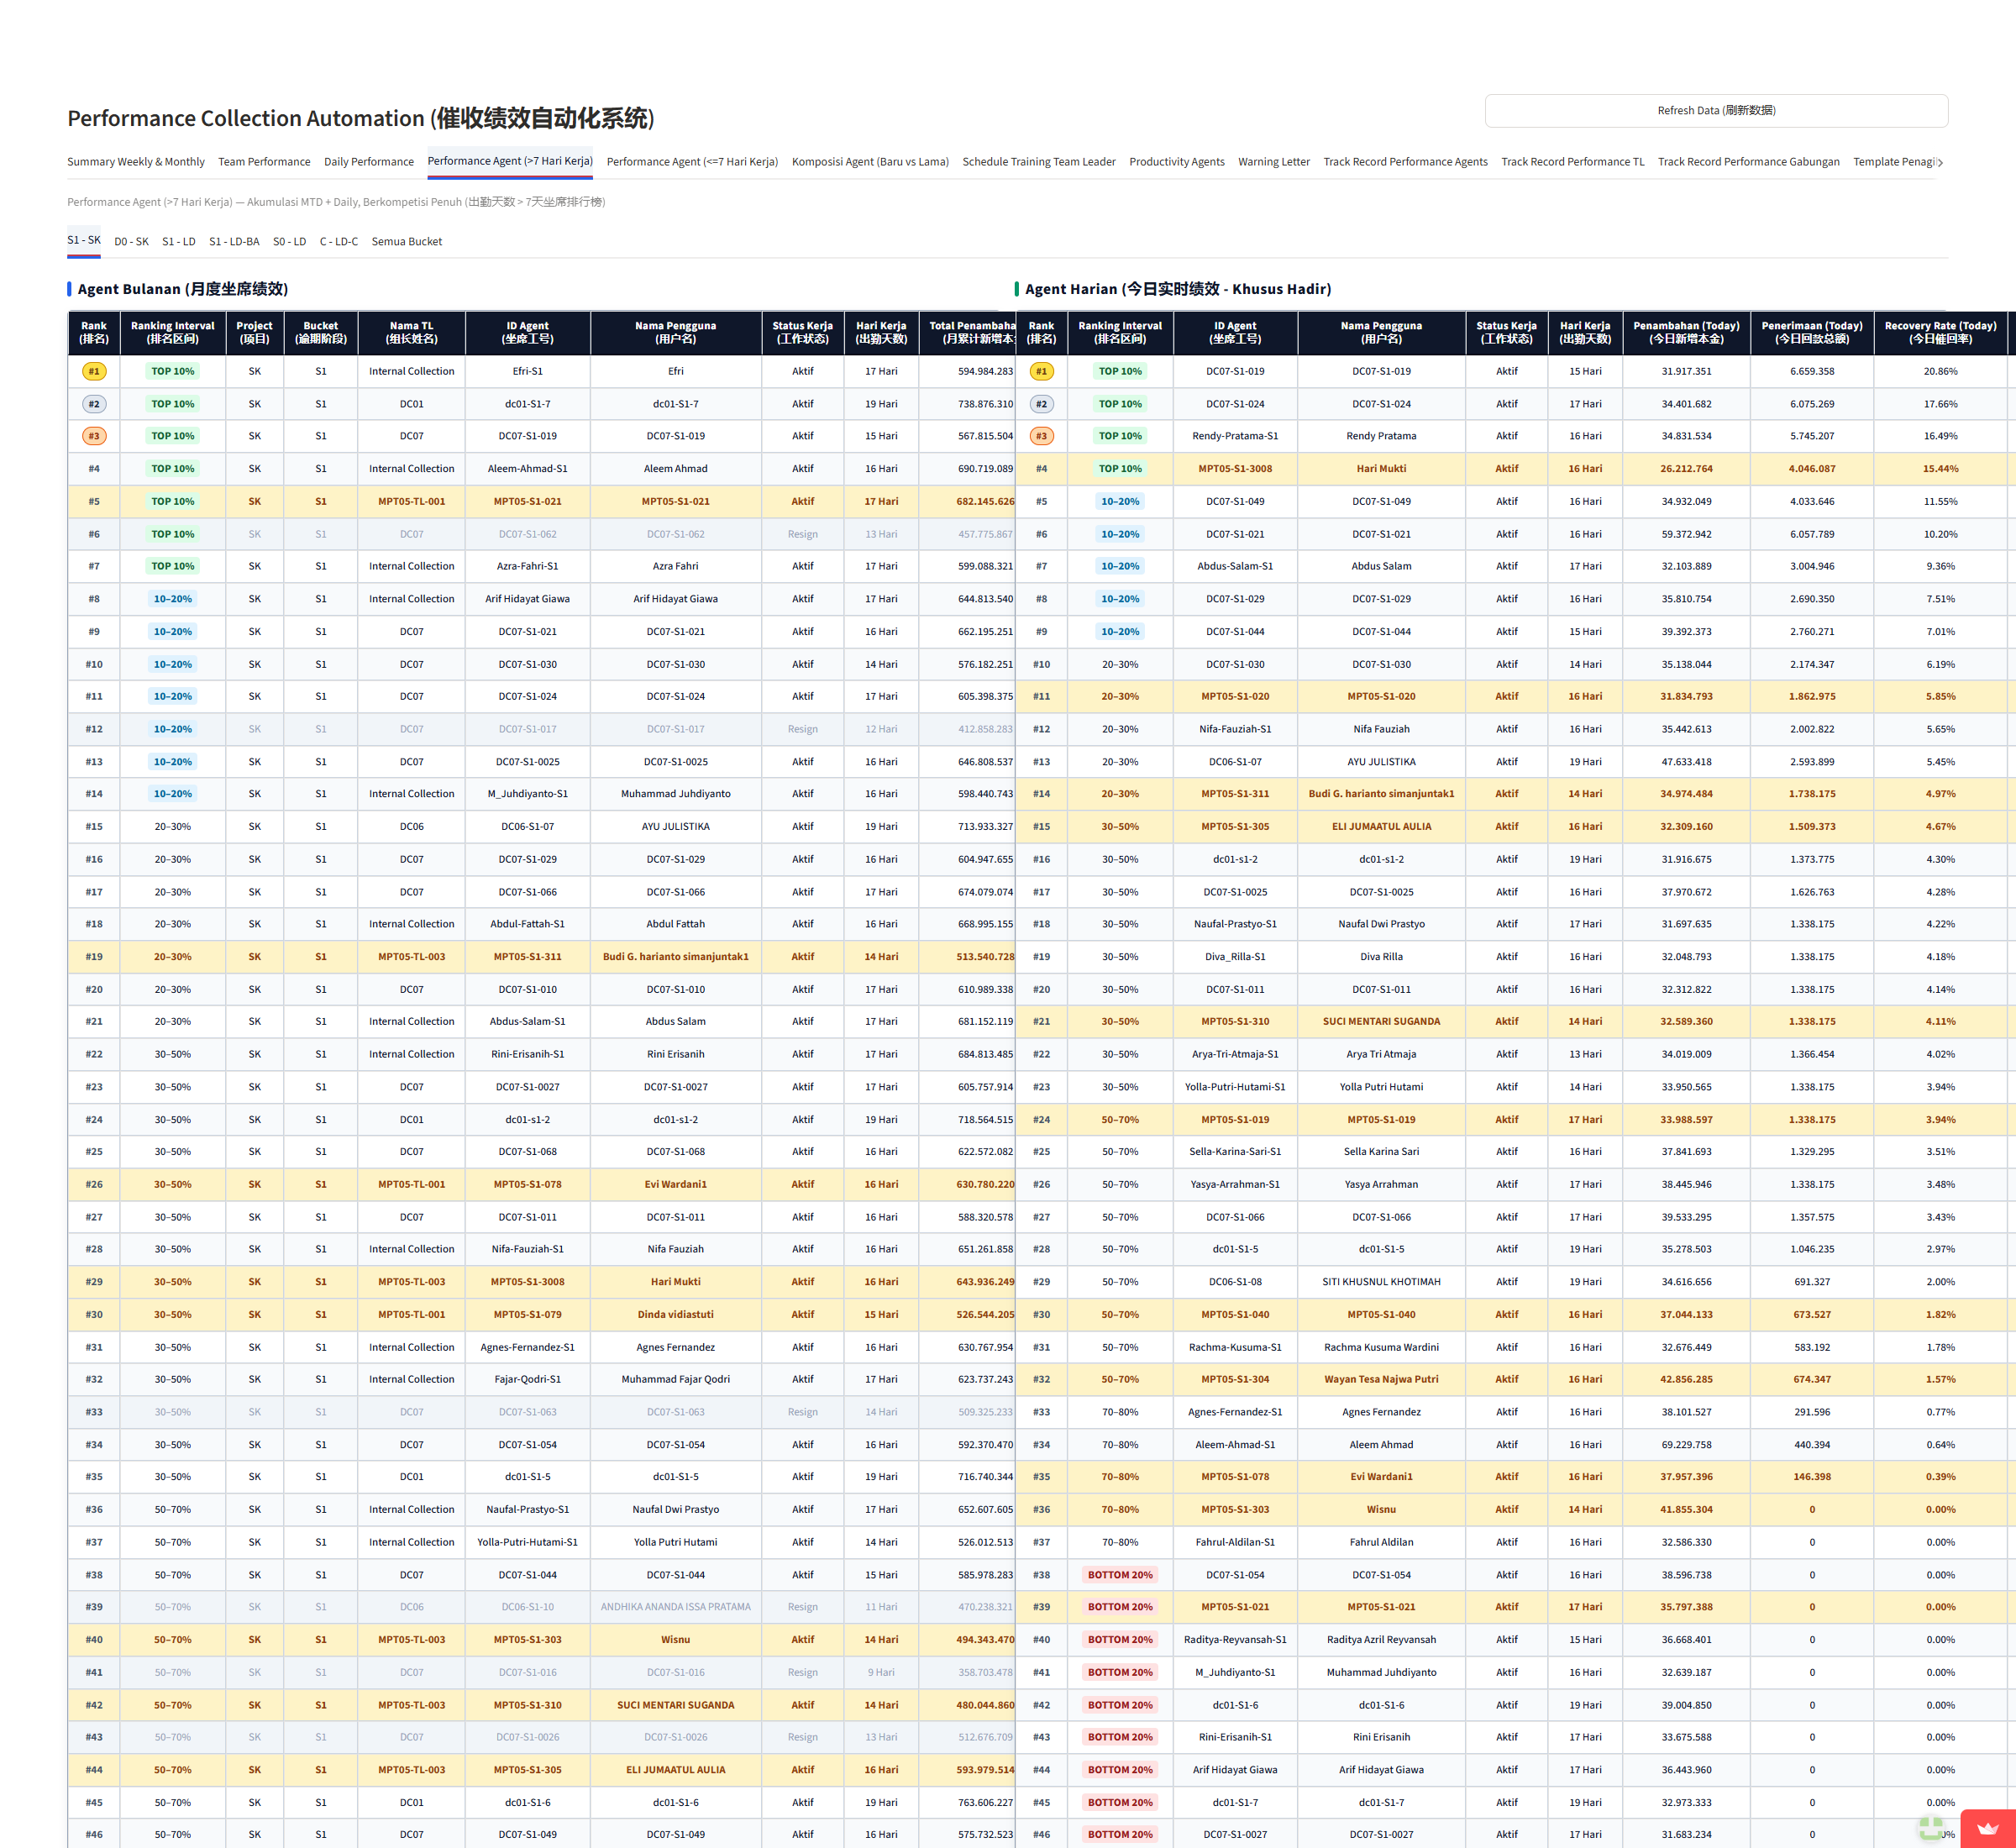 Performance Collection Automation (催收绩效自动化系统)
Refresh Data (刷新数据)
Summary Weekly & Monthly Team Performance Daily Performance Performance Agent (>7 Hari Kerja) Performance Agent (<=7 Hari Kerja) Komposisi Agent (Baru vs Lama) Schedule Training Team Leader Productivity Agents Warning Letter Track Record Performance Agents Track Record Performance TL Track Record Performance Gabungan Template Penagi
Performance Agent (>7 Hari Kerja) — Akumulasi MTD + Daily, Berkompetisi Penuh (出勤天数 > 7天坐席排行榜)
S1 - SK D0 - SK S1 - LD S1 - LD-BA S0 - LD C - LD-C Semua Bucket
Agent Bulanan (月度坐席绩效)
Rank Ranking Interval Project Bucket Nama TL ID Agent Nama Pengguna Status Kerja Hari Kerja Total Penambaha
(排名) (排名区间) (项目) (逾期阶段) (组长姓名) (坐席工号) (用户名) (工作状态) (出勤天数) (月累计新增本
#1 TOP 10% SK S1 Internal Collection Efri-S1 Efri Aktif 17 Hari 594.984.283
#2 TOP 10% SK S1 DC01 dc01-S1-7 dc01-S1-7 Aktif 19 Hari 738.876.310
#3 TOP 10% SK S1 DC07 DC07-S1-019 DC07-S1-019 Aktif 15 Hari 567.815.504
#4 TOP 10% SK S1 Internal Collection Aleem-Ahmad-S1 Aleem Ahmad Aktif 16 Hari 690.719.089
#5 TOP 10% SK S1 MPT05-TL-001 MPT05-S1-021 MPT05-S1-021 Aktif 17 Hari 682.145.626
#6 TOP 10% SK S1 DC07 DC07-S1-062 DC07-S1-062 Resign 13 Hari 457.775.867
#7 TOP 10% SK S1 Internal Collection Azra-Fahri-S1 Azra Fahri Aktif 17 Hari 599.088.321
#8 10–20% SK S1 Internal Collection Arif Hidayat Giawa Arif Hidayat Giawa Aktif 17 Hari 644.813.540
#9 10–20% SK S1 DC07 DC07-S1-021 DC07-S1-021 Aktif 16 Hari 662.195.251
#10 10–20% SK S1 DC07 DC07-S1-030 DC07-S1-030 Aktif 14 Hari 576.182.251
#11 10–20% SK S1 DC07 DC07-S1-024 DC07-S1-024 Aktif 17 Hari 605.398.375
#12 10–20% SK S1 DC07 DC07-S1-017 DC07-S1-017 Resign 12 Hari 412.858.283
#13 10–20% SK S1 DC07 DC07-S1-0025 DC07-S1-0025 Aktif 16 Hari 646.808.537
#14 10–20% SK S1 Internal Collection M_Juhdiyanto-S1 Muhammad Juhdiyanto Aktif 16 Hari 598.440.743
#15 20–30% SK S1 DC06 DC06-S1-07 AYU JULISTIKA Aktif 19 Hari 713.933.327
#16 20–30% SK S1 DC07 DC07-S1-029 DC07-S1-029 Aktif 16 Hari 604.947.655
#17 20–30% SK S1 DC07 DC07-S1-066 DC07-S1-066 Aktif 17 Hari 674.079.074
#18 20–30% SK S1 Internal Collection Abdul-Fattah-S1 Abdul Fattah Aktif 16 Hari 668.995.155
#19 20–30% SK S1 MPT05-TL-003 MPT05-S1-311 Budi G. harianto simanjuntak1 Aktif 14 Hari 513.540.728
#20 20–30% SK S1 DC07 DC07-S1-010 DC07-S1-010 Aktif 17 Hari 610.989.338
#21 20–30% SK S1 Internal Collection Abdus-Salam-S1 Abdus Salam Aktif 17 Hari 681.152.119
#22 30–50% SK S1 Internal Collection Rini-Erisanih-S1 Rini Erisanih Aktif 17 Hari 684.813.485
#23 30–50% SK S1 DC07 DC07-S1-0027 DC07-S1-0027 Aktif 17 Hari 605.757.914
#24 30–50% SK S1 DC01 dc01-s1-2 dc01-s1-2 Aktif 19 Hari 718.564.515
#25 30–50% SK S1 DC07 DC07-S1-068 DC07-S1-068 Aktif 16 Hari 622.572.082
#26 30–50% SK S1 MPT05-TL-001 MPT05-S1-078 Evi Wardani1 Aktif 16 Hari 630.780.220
#27 30–50% SK S1 DC07 DC07-S1-011 DC07-S1-011 Aktif 16 Hari 588.320.578
#28 30–50% SK S1 Internal Collection Nifa-Fauziah-S1 Nifa Fauziah Aktif 16 Hari 651.261.858
#29 30–50% SK S1 MPT05-TL-003 MPT05-S1-3008 Hari Mukti Aktif 16 Hari 643.936.249
#30 30–50% SK S1 MPT05-TL-001 MPT05-S1-079 Dinda vidiastuti Aktif 15 Hari 526.544.205
#31 30–50% SK S1 Internal Collection Agnes-Fernandez-S1 Agnes Fernandez Aktif 16 Hari 630.767.954
#32 30–50% SK S1 Internal Collection Fajar-Qodri-S1 Muhammad Fajar Qodri Aktif 17 Hari 623.737.243
#33 30–50% SK S1 DC07 DC07-S1-063 DC07-S1-063 Resign 14 Hari 509.325.233
#34 30–50% SK S1 DC07 DC07-S1-054 DC07-S1-054 Aktif 16 Hari 592.370.470
#35 30–50% SK S1 DC01 dc01-S1-5 dc01-S1-5 Aktif 19 Hari 716.740.344
#36 50–70% SK S1 Internal Collection Naufal-Prastyo-S1 Naufal Dwi Prastyo Aktif 17 Hari 652.607.605
#37 50–70% SK S1 Internal Collection Yolla-Putri-Hutami-S1 Yolla Putri Hutami Aktif 14 Hari 526.012.513
#38 50–70% SK S1 DC07 DC07-S1-044 DC07-S1-044 Aktif 15 Hari 585.978.283
#39 50–70% SK S1 DC06 DC06-S1-10 ANDHIKA ANANDA ISSA PRATAMA Resign 11 Hari 470.238.321
#40 50–70% SK S1 MPT05-TL-003 MPT05-S1-303 Wisnu Aktif 14 Hari 494.343.470
#41 50–70% SK S1 DC07 DC07-S1-016 DC07-S1-016 Resign 9 Hari 358.703.478
#42 50–70% SK S1 MPT05-TL-003 MPT05-S1-310 SUCI MENTARI SUGANDA Aktif 14 Hari 480.044.860
#43 50–70% SK S1 DC07 DC07-S1-0026 DC07-S1-0026 Resign 13 Hari 512.676.709
#44 50–70% SK S1 MPT05-TL-003 MPT05-S1-305 ELI JUMAATUL AULIA Aktif 16 Hari 593.979.514
#45 50–70% SK S1 DC01 dc01-S1-6 dc01-S1-6 Aktif 19 Hari 763.606.227
#46 50–70% SK S1 DC07 DC07-S1-049 DC07-S1-049 Aktif 16 Hari 575.732.523
Agent Harian (今日实时绩效 - Khusus Hadir)
Rank Ranking Interval ID Agent Nama Pengguna Status Kerja Hari Kerja Penambahan (Today) Penerimaan (Today) Recovery Rate (Today)
(排名) (排名区间) (坐席工号) (用户名) (工作状态) (出勤天数) (今日新增本金) (今日回款总额) (今日催回率)
#1 TOP 10% DC07-S1-019 DC07-S1-019 Aktif 15 Hari 31.917.351 6.659.358 20.86%
#2 TOP 10% DC07-S1-024 DC07-S1-024 Aktif 17 Hari 34.401.682 6.075.269 17.66%
#3 TOP 10% Rendy-Pratama-S1 Rendy Pratama Aktif 16 Hari 34.831.534 5.745.207 16.49%
#4 TOP 10% MPT05-S1-3008 Hari Mukti Aktif 16 Hari 26.212.764 4.046.087 15.44%
#5 10–20% DC07-S1-049 DC07-S1-049 Aktif 16 Hari 34.932.049 4.033.646 11.55%
#6 10–20% DC07-S1-021 DC07-S1-021 Aktif 16 Hari 59.372.942 6.057.789 10.20%
#7 10–20% Abdus-Salam-S1 Abdus Salam Aktif 17 Hari 32.103.889 3.004.946 9.36%
#8 10–20% DC07-S1-029 DC07-S1-029 Aktif 16 Hari 35.810.754 2.690.350 7.51%
#9 10–20% DC07-S1-044 DC07-S1-044 Aktif 15 Hari 39.392.373 2.760.271 7.01%
#10 20–30% DC07-S1-030 DC07-S1-030 Aktif 14 Hari 35.138.044 2.174.347 6.19%
#11 20–30% MPT05-S1-020 MPT05-S1-020 Aktif 16 Hari 31.834.793 1.862.975 5.85%
#12 20–30% Nifa-Fauziah-S1 Nifa Fauziah Aktif 16 Hari 35.442.613 2.002.822 5.65%
#13 20–30% DC06-S1-07 AYU JULISTIKA Aktif 19 Hari 47.633.418 2.593.899 5.45%
#14 20–30% MPT05-S1-311 Budi G. harianto simanjuntak1 Aktif 14 Hari 34.974.484 1.738.175 4.97%
#15 30–50% MPT05-S1-305 ELI JUMAATUL AULIA Aktif 16 Hari 32.309.160 1.509.373 4.67%
#16 30–50% dc01-s1-2 dc01-s1-2 Aktif 19 Hari 31.916.675 1.373.775 4.30%
#17 30–50% DC07-S1-0025 DC07-S1-0025 Aktif 16 Hari 37.970.672 1.626.763 4.28%
#18 30–50% Naufal-Prastyo-S1 Naufal Dwi Prastyo Aktif 17 Hari 31.697.635 1.338.175 4.22%
#19 30–50% Diva_Rilla-S1 Diva Rilla Aktif 16 Hari 32.048.793 1.338.175 4.18%
#20 30–50% DC07-S1-011 DC07-S1-011 Aktif 16 Hari 32.312.822 1.338.175 4.14%
#21 30–50% MPT05-S1-310 SUCI MENTARI SUGANDA Aktif 14 Hari 32.589.360 1.338.175 4.11%
#22 30–50% Arya-Tri-Atmaja-S1 Arya Tri Atmaja Aktif 13 Hari 34.019.009 1.366.454 4.02%
#23 30–50% Yolla-Putri-Hutami-S1 Yolla Putri Hutami Aktif 14 Hari 33.950.565 1.338.175 3.94%
#24 50–70% MPT05-S1-019 MPT05-S1-019 Aktif 17 Hari 33.988.597 1.338.175 3.94%
#25 50–70% Sella-Karina-Sari-S1 Sella Karina Sari Aktif 16 Hari 37.841.693 1.329.295 3.51%
#26 50–70% Yasya-Arrahman-S1 Yasya Arrahman Aktif 17 Hari 38.445.946 1.338.175 3.48%
#27 50–70% DC07-S1-066 DC07-S1-066 Aktif 17 Hari 39.533.295 1.357.575 3.43%
#28 50–70% dc01-S1-5 dc01-S1-5 Aktif 19 Hari 35.278.503 1.046.235 2.97%
#29 50–70% DC06-S1-08 SITI KHUSNUL KHOTIMAH Aktif 19 Hari 34.616.656 691.327 2.00%
#30 50–70% MPT05-S1-040 MPT05-S1-040 Aktif 16 Hari 37.044.133 673.527 1.82%
#31 50–70% Rachma-Kusuma-S1 Rachma Kusuma Wardini Aktif 16 Hari 32.676.449 583.192 1.78%
#32 50–70% MPT05-S1-304 Wayan Tesa Najwa Putri Aktif 16 Hari 42.856.285 674.347 1.57%
#33 70–80% Agnes-Fernandez-S1 Agnes Fernandez Aktif 16 Hari 38.101.527 291.596 0.77%
#34 70–80% Aleem-Ahmad-S1 Aleem Ahmad Aktif 16 Hari 69.229.758 440.394 0.64%
#35 70–80% MPT05-S1-078 Evi Wardani1 Aktif 16 Hari 37.957.396 146.398 0.39%
#36 70–80% MPT05-S1-303 Wisnu Aktif 14 Hari 41.855.304 0 0.00%
#37 70–80% Fahrul-Aldilan-S1 Fahrul Aldilan Aktif 16 Hari 32.586.330 0 0.00%
#38 BOTTOM 20% DC07-S1-054 DC07-S1-054 Aktif 16 Hari 38.596.738 0 0.00%
#39 BOTTOM 20% MPT05-S1-021 MPT05-S1-021 Aktif 17 Hari 35.797.388 0 0.00%
#40 BOTTOM 20% Raditya-Reyvansah-S1 Raditya Azril Reyvansah Aktif 15 Hari 36.668.401 0 0.00%
#41 BOTTOM 20% M_Juhdiyanto-S1 Muhammad Juhdiyanto Aktif 16 Hari 32.639.187 0 0.00%
#42 BOTTOM 20% dc01-S1-6 dc01-S1-6 Aktif 19 Hari 39.004.850 0 0.00%
#43 BOTTOM 20% Rini-Erisanih-S1 Rini Erisanih Aktif 17 Hari 33.675.588 0 0.00%
#44 BOTTOM 20% Arif Hidayat Giawa Arif Hidayat Giawa Aktif 17 Hari 36.443.960 0 0.00%
#45 BOTTOM 20% dc01-S1-7 dc01-S1-7 Aktif 19 Hari 32.973.333 0 0.00%
#46 BOTTOM 20% DC07-S1-0027 DC07-S1-0027 Aktif 17 Hari 31.683.234 0